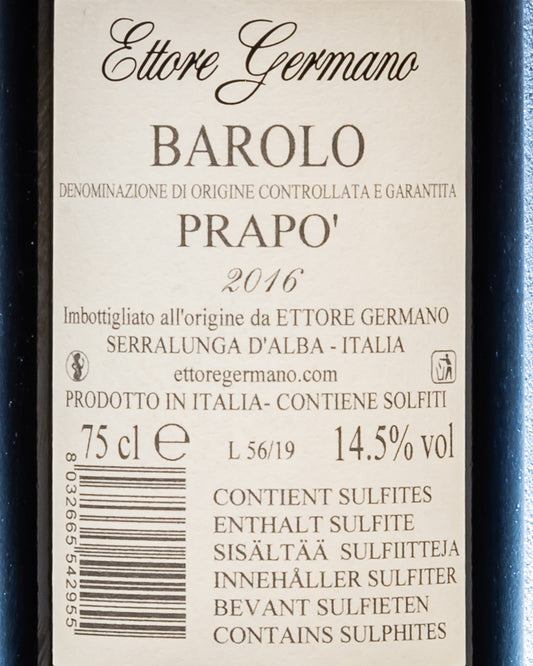 Ettore Germano
BAROLO
DENOMINAZIONE DI ORIGINE CONTROLLATA E GARANTITA
PRAPO'
2016
Imbottigliato all'origine da ETTORE GERMANO
SERRALUNGA D'ALBA - ITALIA
ettoregermano.com
PRODOTTO IN ITALIA- CONTIENE SOLFITI
75 cl e L 56/19 14.5% vol
8 032665 542955
CONTIENT SULFITES
ENTHALT SULFITE
SISÄLTÄÄ SULFIITTEJA
INNEHÅLLER SULFITER
BEVANT SULFIETEN
CONTAINS SULPHITES